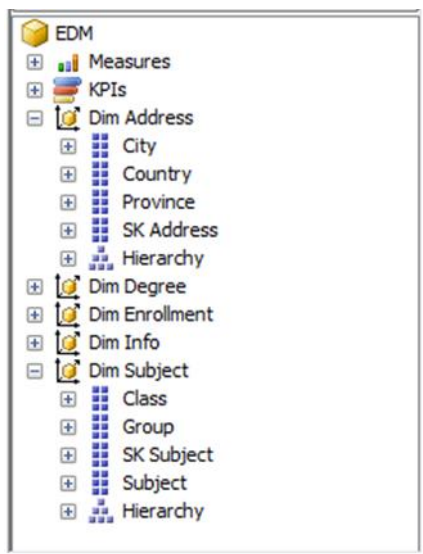 EDM
Measures
KPIs
Dim Address
City
Country
Province
SK Address
Hierarchy
Dim Degree
Dim Enrollment
Dim Info
Dim Subject
Class
Group
SK Subject
Subject
Hierarchy